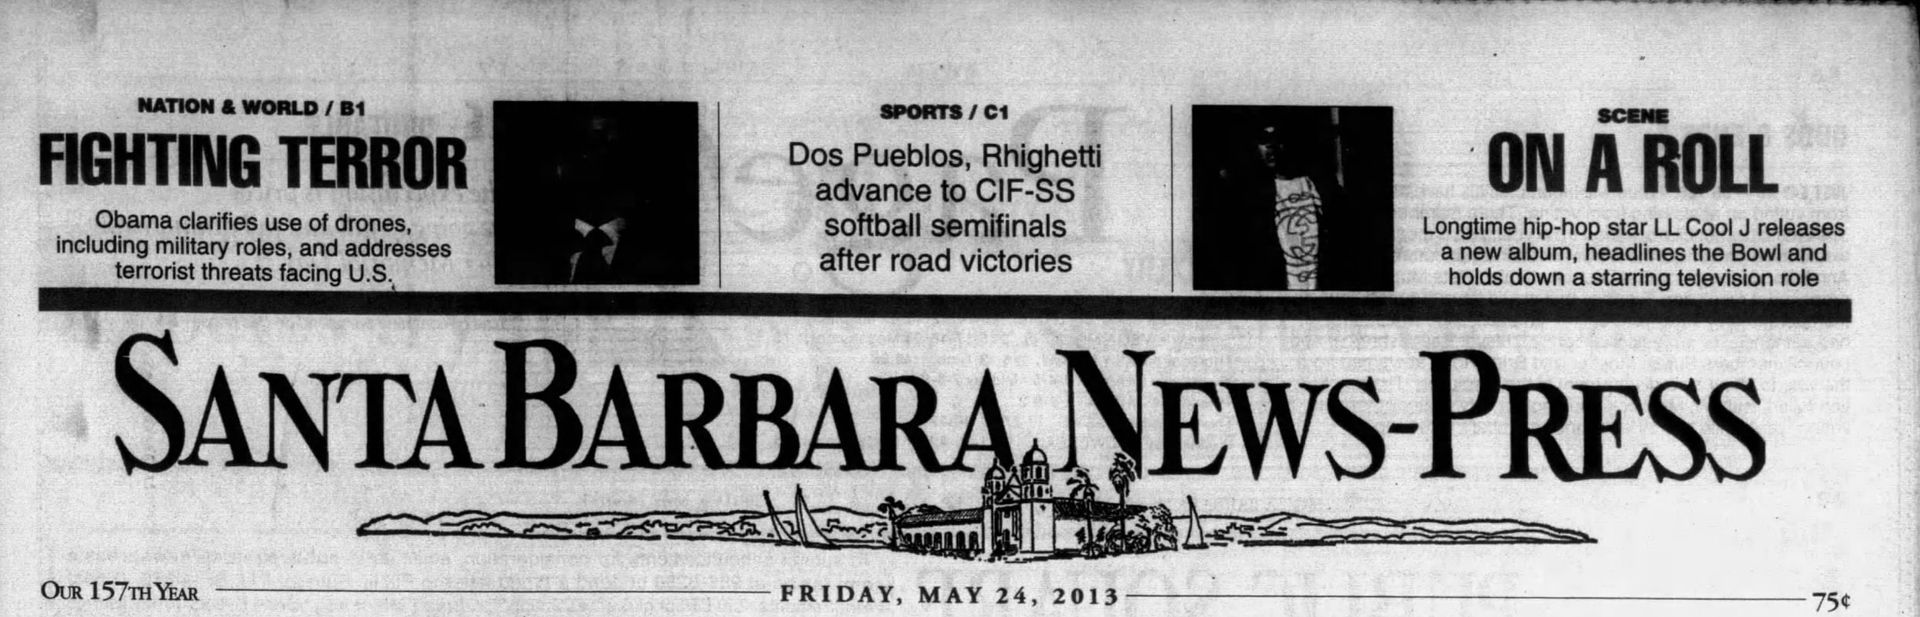 NATION & WORLD / B1
FIGHTING TERROR
Obama clarifies use of drones,
including military roles, and addresses
terrorist threats facing U.S.
SPORTS / C1
Dos Pueblos, Rhighetti
advance to CIF-SS
softball semifinals
after road victories
SCENE
ON A ROLL
Longtime hip-hop star LL Cool J releases
a new album, headlines the Bowl and
holds down a starring television role
SANTA BARBARA NEWS-PRESS
OUR 157TH YEAR
FRIDAY, MAY 24, 2013
75¢